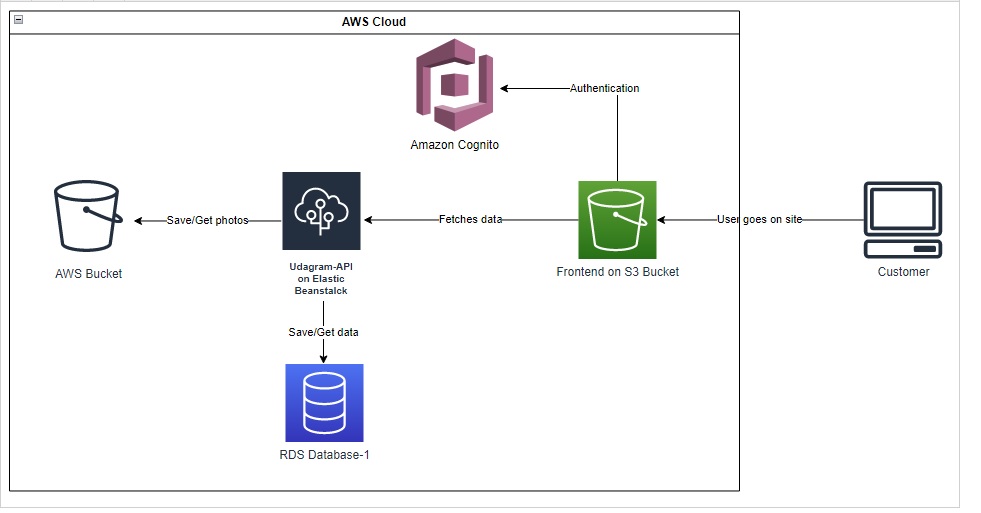 AWS Cloud
Authentication
Amazon Cognito
Save/Get photos
Fetches data
User goes on site
AWS Bucket
Udagram-API
on Elastic
Beanstalck
Frontend on S3 Bucket
Customer
Save/Get data
RDS Database-1